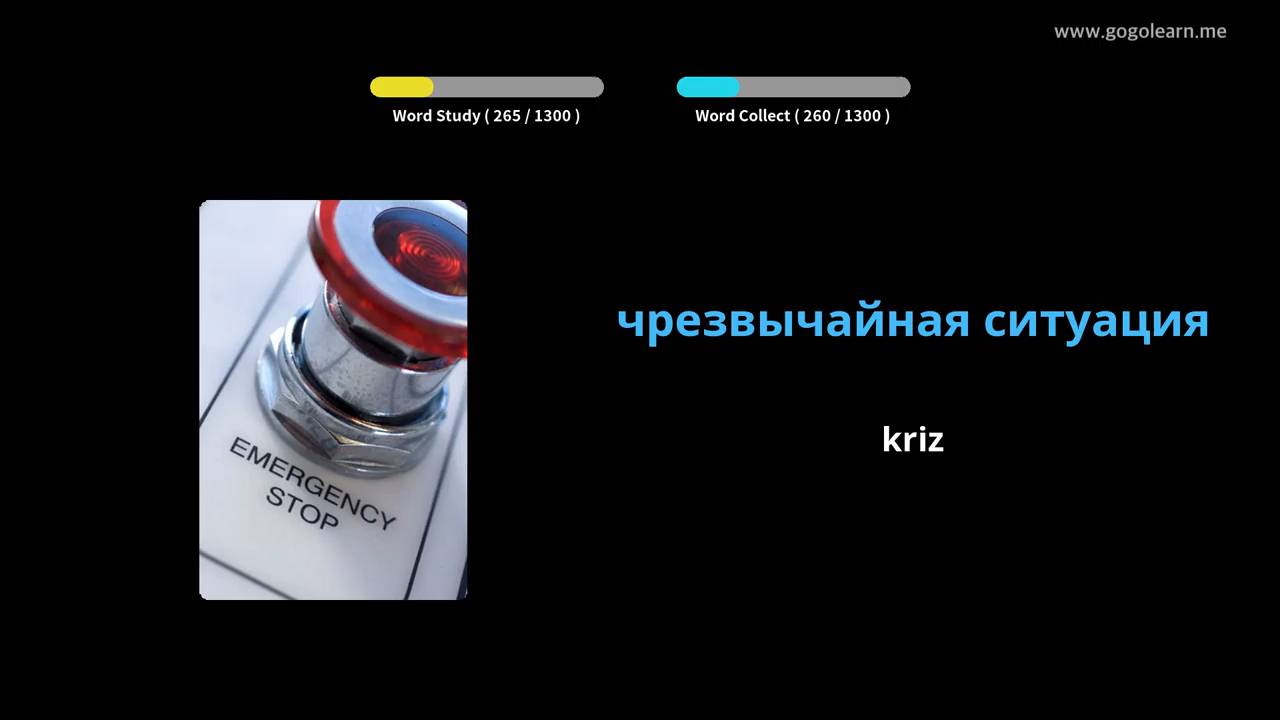 www.gogolearn.me
Word Study ( 265 / 1300 )
Word Collect ( 260 / 1300 )
чрезвычайная ситуация
kriz
EMERGENCY
STOP